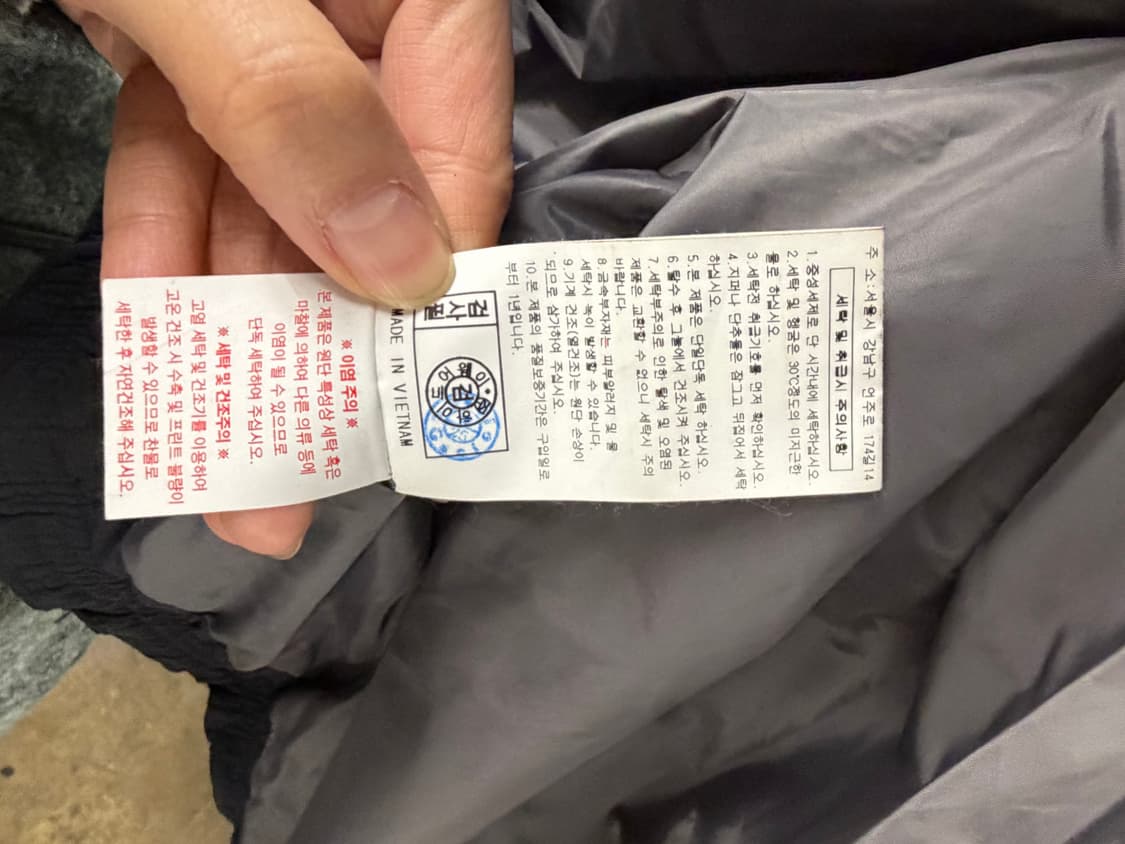 주 소:서울시 강남구 언주로 174길14
세탁 및 취급시 주의사항
1. 중성세제로 단 시간내에 세탁하십시오.
2. 세탁 및 헹굼은 30℃정도의 미지근한
물로 하십시오.
3. 세탁전 취급기호를 먼저 확인하십시오.
4. 지퍼나 단추들은 잠그고 뒤집어서 세탁
하십시오.
5. 본 제품은 단일단독 세탁 하십시오.
6. 탈수 후 그늘에서 건조시켜 주십시오.
7. 세탁부주의로 인한 탈색 및 오염된
제품은 교환할 수 없으니 세탁시 주의
바랍니다.
8. 금속부자재는 피부알러지 및 물
세탁시 녹이 발생할 수 있습니다.
9. 기계 건조열건조는 원단 손상이
되므로 삼가하여 주십시오.
10. 본 제품의 품질보증기간은 구입일로
부터 1년입니다.
검사필
검
MADE IN VIETNAM
※ 이염 주의 ※
본 제품은 원단 특성상 세탁 혹은
마찰에 의하여 다른 의류 등에
이염이 될 수 있으므로
단독 세탁하여 주십시오.
※ 세탁 및 건조주의 ※
고열 세탁 및 건조기를 이용하여
고온 건조 시 수축 및 프린트 불량이
발생할 수 있으므로 찬물로
세탁한 후 자연건조해 주십시오.